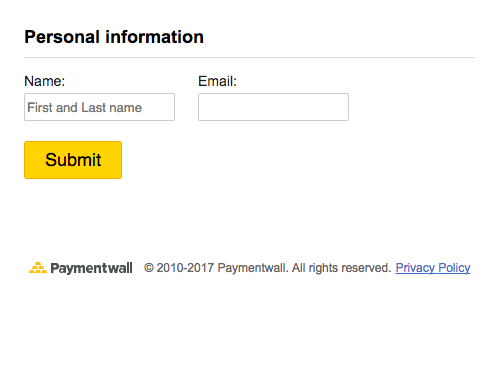 Personal information
Name: Email:
First and Last name
Submit
Paymentwall © 2010-2017 Paymentwall. All rights reserved. Privacy Policy